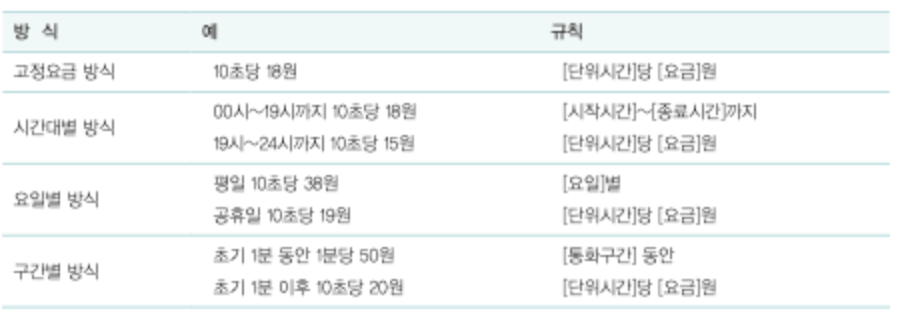 방 식 예 규칙
고정요금 방식 10초당 18원 [단위시간]당 [요금]원
시간대별 방식 00시~19시까지 10초당 18원 [시작시간]~[종료시간]까지
19시~24시까지 10초당 15원 [단위시간]당 [요금]원
요일별 방식 평일 10초당 38원 [요일]별
공휴일 10초당 19원 [단위시간]당 [요금]원
구간별 방식 초기 1분 동안 1분당 50원 [통화구간] 동안
초기 1분 이후 10초당 20원 [단위시간]당 [요금]원